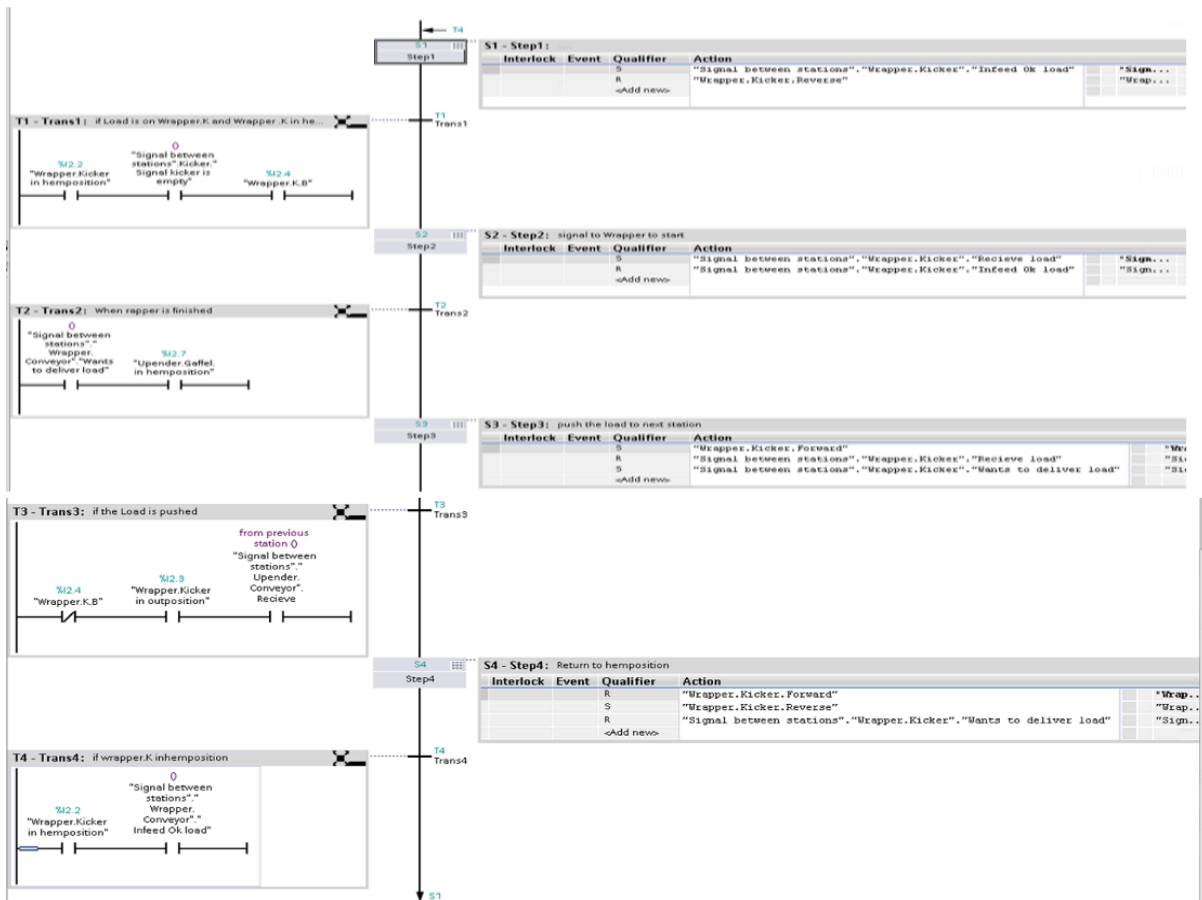 T4
S1
Step1
S1 - Step1:
Interlock Event Qualifier Action
S "Signal between stations"."Wrapper.Kicker"."Infeed Ok load" "Sign...
R "Wrapper.Kicker.Reverse" "Wrap...
<Add new>
T1 - Trans1: if Load is on Wrapper.K and Wrapper .K in he...
T1
Trans1
()
"Signal between
stations".Kicker."
Signal kicker is
empty"
%I2.2
"Wrapper.Kicker
in hemposition"
%I2.4
"Wrapper.K.B"
S2
Step2
S2 - Step2: signal to Wrapper to start
Interlock Event Qualifier Action
S "Signal between stations"."Wrapper.Kicker"."Recieve load" "Sign...
R "Signal between stations"."Wrapper.Kicker"."Infeed Ok load" "Sign...
<Add new>
T2 - Trans2: When rapper is finished
T2
Trans2
()
"Signal between
stations"."
Wrapper.
Conveyor"."Wants
to deliver load"
%I2.7
"Upender.Gaffel.
in hemposition"
S3
Step3
S3 - Step3: push the load to next station
Interlock Event Qualifier Action
S "Wrapper.Kicker.Forward" "Wra
R "Signal between stations"."Wrapper.Kicker"."Recieve load" "Si
S "Signal between stations"."Wrapper.Kicker"."Wants to deliver load" "Si
<Add new>
T3 - Trans3: if the Load is pushed
T3
Trans3
from previous
station ()
"Signal between
stations"."
Upender.
Conveyor".
Recieve
%I2.4
"Wrapper.K.B"
%I2.3
"Wrapper.Kicker
in outposition"
S4
Step4
S4 - Step4: Return to hemposition
Interlock Event Qualifier Action
R "Wrapper.Kicker.Forward" "Wrap..
S "Wrapper.Kicker.Reverse" "Wrap..
R "Signal between stations"."Wrapper.Kicker"."Wants to deliver load" "Sign..
<Add new>
T4 - Trans4: if wrapper.K inhemposition
T4
Trans4
()
"Signal between
stations"."
Wrapper.
Conveyor"."
Infeed Ok load"
%I2.2
"Wrapper.Kicker
in hemposition"
S1